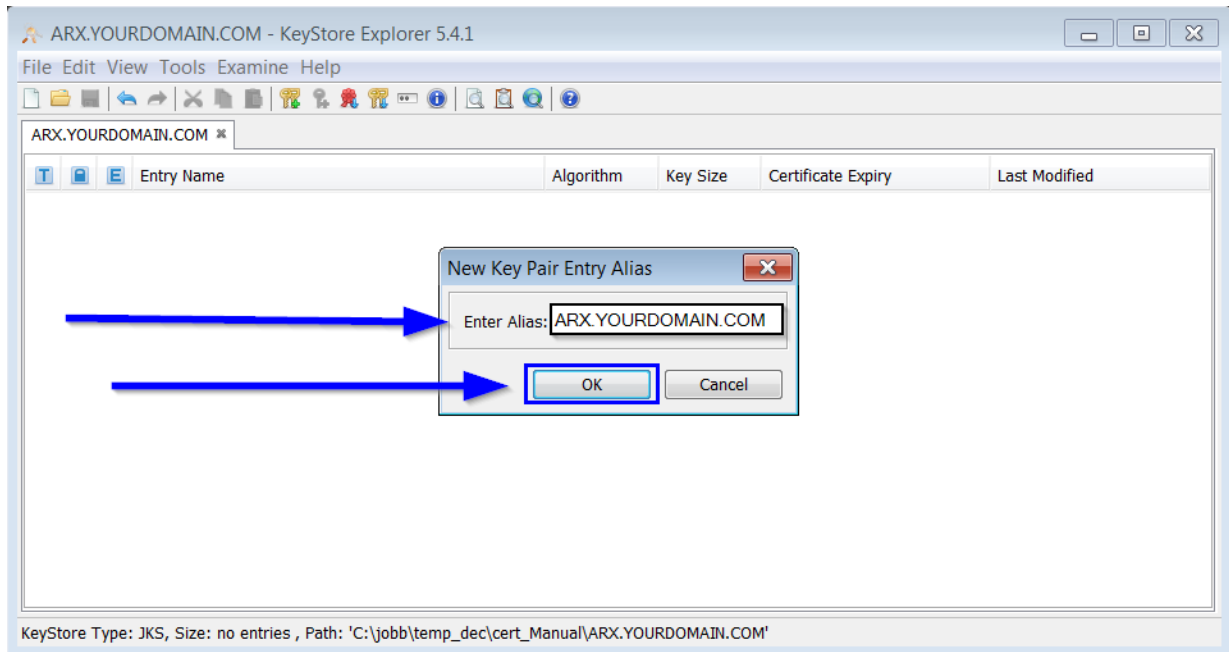 ARX.YOURDOMAIN.COM - KeyStore Explorer 5.4.1
File Edit View Tools Examine Help
ARX.YOURDOMAIN.COM
T E Entry Name Algorithm Key Size Certificate Expiry Last Modified
New Key Pair Entry Alias
Enter Alias: ARX.YOURDOMAIN.COM
OK Cancel
KeyStore Type: JKS, Size: no entries , Path: 'C:\jobb\temp_dec\cert_Manual\ARX.YOURDOMAIN.COM'